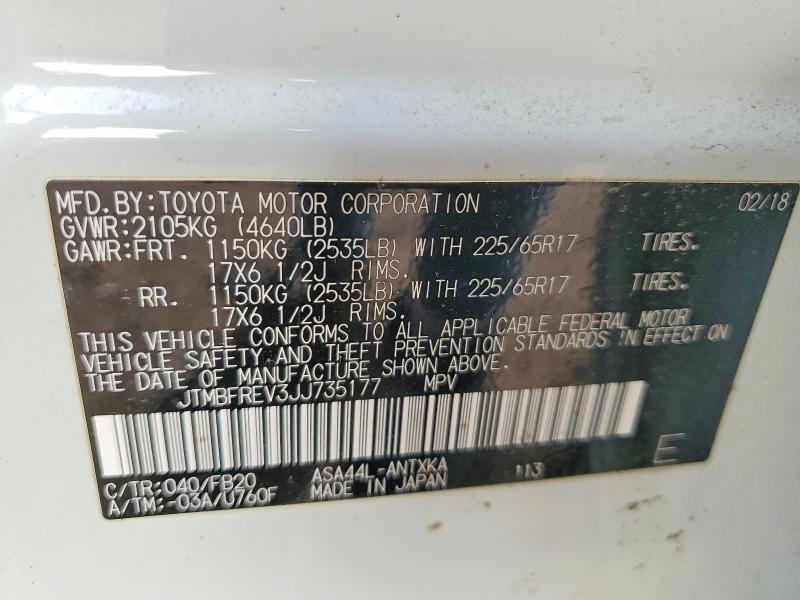 MFD.BY:TOYOTA MOTOR CORPORATION 02/18
GVWR:2105KG (4640LB)
GAWR:FRT. 1150KG (2535LB) WITH 225/65R17 TIRES.
17X6 1/2J RIMS.
RR. 1150KG (2535LB) WITH 225/65R17 TIRES.
17X6 1/2J RIMS.
THIS VEHICLE CONFORMS TO ALL APPLICABLE FEDERAL MOTOR
VEHICLE SAFETY AND THEFT PREVENTION STANDARDS IN EFFECT ON
THE DATE OF MANUFACTURE SHOWN ABOVE.
JTMBFREV3JJ735177 MPV
E
C/TR:040/FB20 ASA44L-ANTXKA 113
A/TM:-03A/U760F MADE IN JAPAN